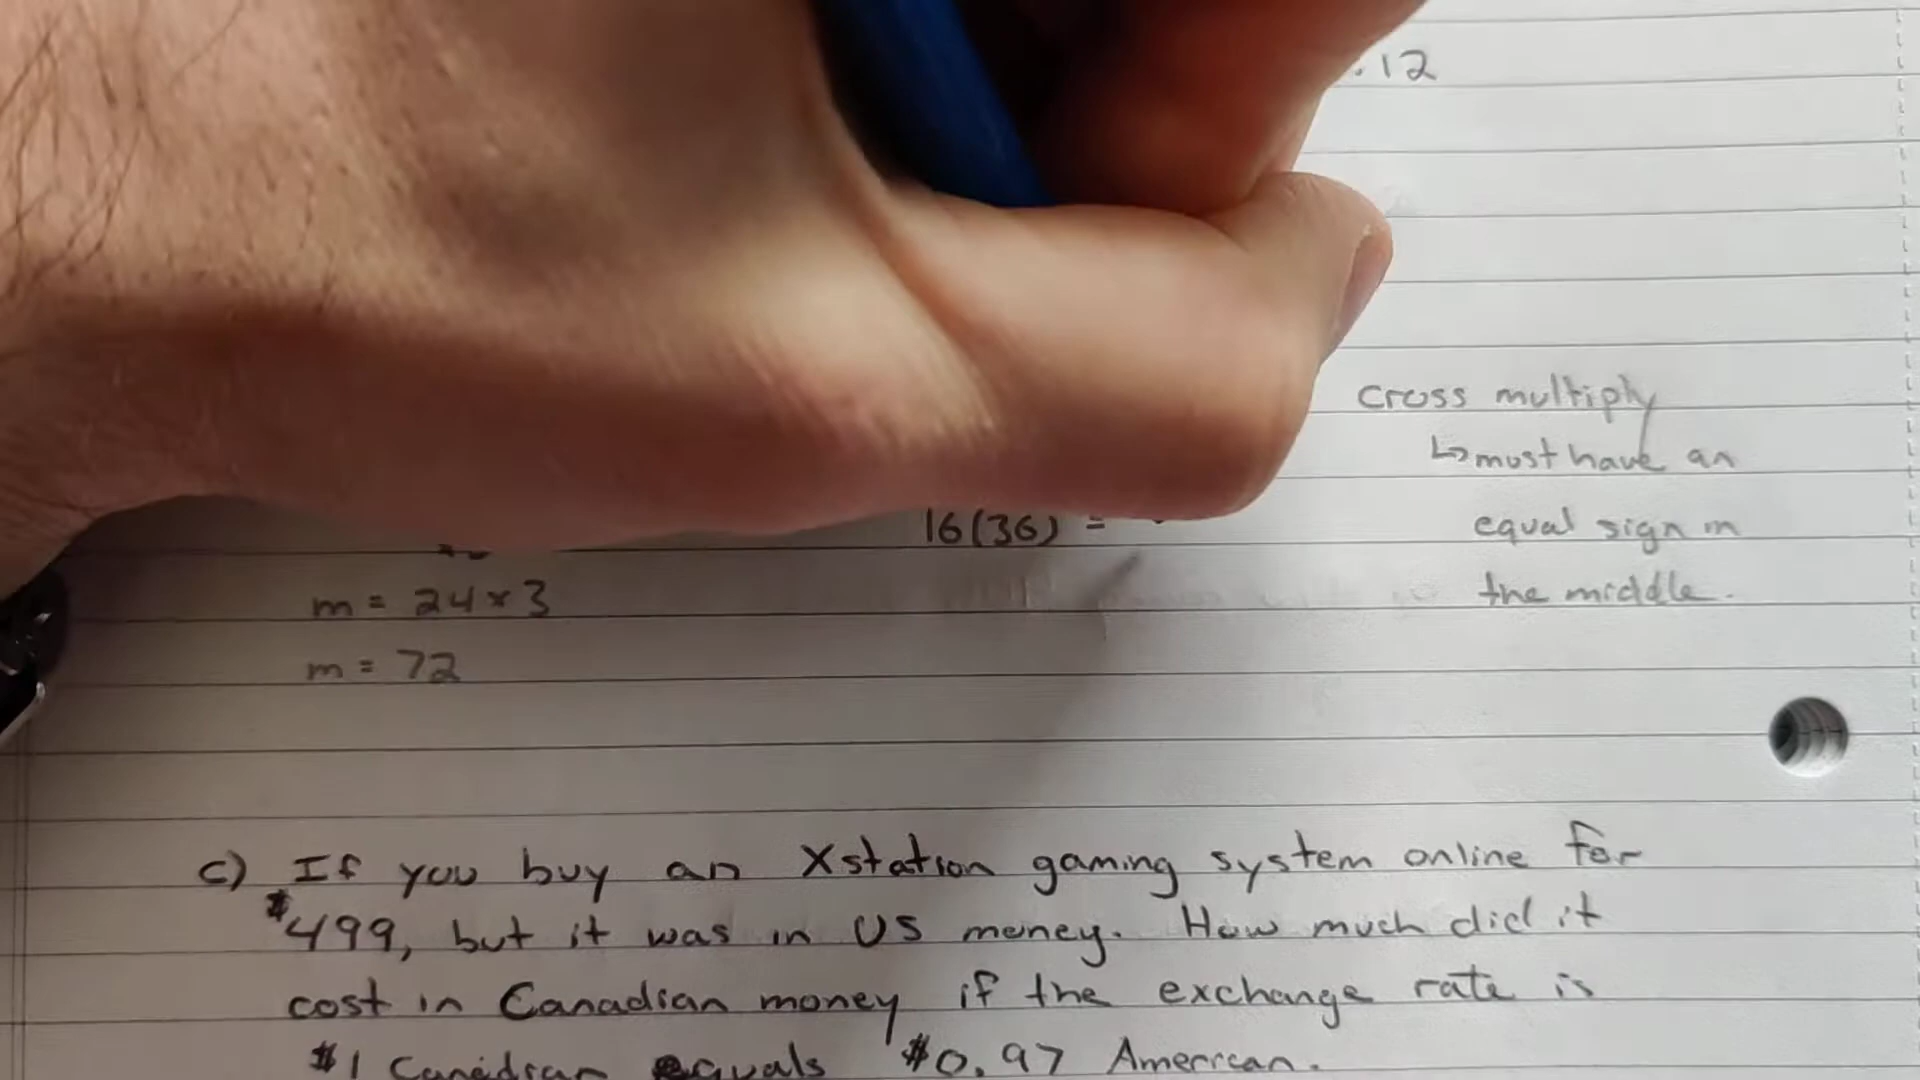 .12
cross multiply
↳ must have an
16(36) =
equal sign in
the middle.
m = 24 × 3
m = 72
c) If you buy an Xstation gaming system online for
$499, but it was in US money. How much did it
cost in Canadian money if the exchange rate is
$1 Canadian equals $0.97 American.